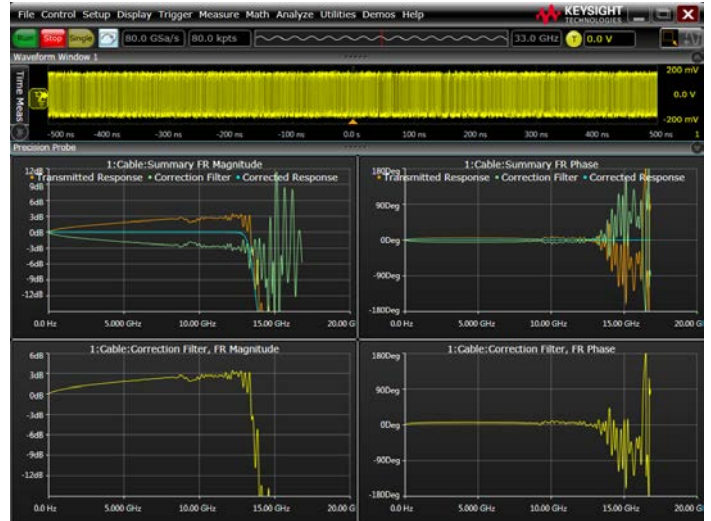 File Control Setup Display Trigger Measure Math Analyze Utilities Demos Help
KEYSIGHT
TECHNOLOGIES
Run Stop Single 80.0 GSa/s 80.0 kpts 33.0 GHz T 0.0 V
Waveform Window 1
Time Meas
200 mV
0.0 V
-200 mV
-500 ns -400 ns -300 ns -200 ns -100 ns 0.0 s 100 ns 200 ns 300 ns 400 ns 500 ns 1
Precision Probe
1:Cable:Summary FR Magnitude
Transmitted Response Correction Filter Corrected Response
12dB
9dB
6dB
3dB
0dB
-3dB
-6dB
-9dB
-12dB
0.0 Hz 5.000 GHz 10.00 GHz 15.00 GHz 20.00 G
1:Cable:Summary FR Phase
Transmitted Response Correction Filter Corrected Response
180Deg
90Deg
0Deg
-90Deg
-180Deg
0.0 Hz 5.000 GHz 10.00 GHz 15.00 GHz 20.00 G
1:Cable:Correction Filter, FR Magnitude
6dB
3dB
0dB
-6dB
-9dB
-12dB
0.0 Hz 5.000 GHz 10.00 GHz 15.00 GHz 20.00 G
1:Cable:Correction Filter, FR Phase
180Deg
90Deg
0Deg
-90Deg
-180Deg
0.0 Hz 5.000 GHz 10.00 GHz 15.00 GHz 20.00 G